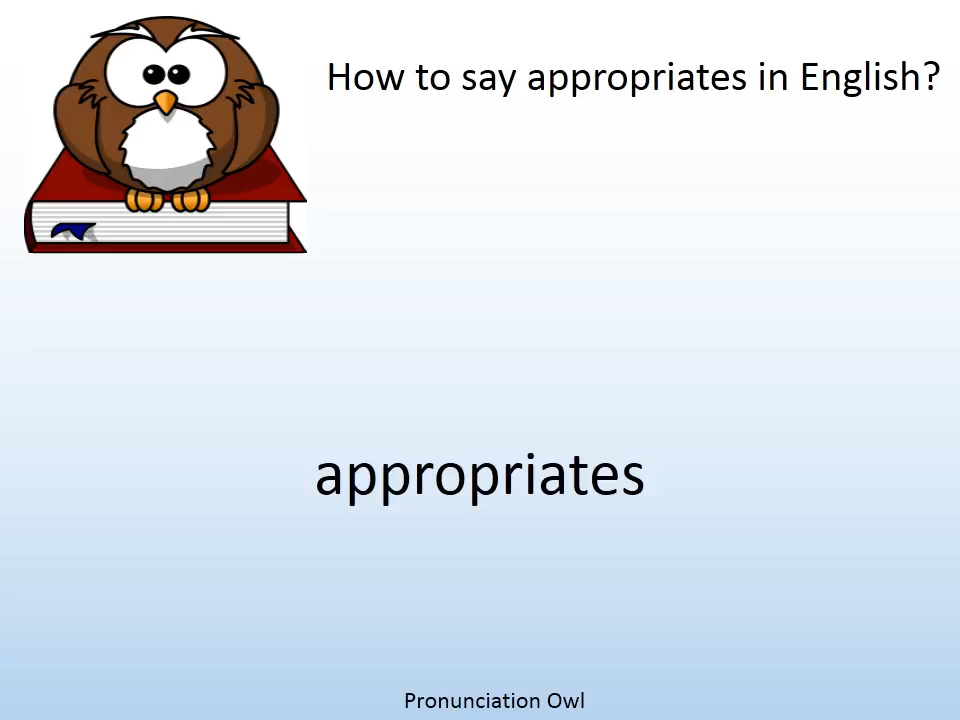 How to say appropriates in English?
appropriates
Pronunciation Owl